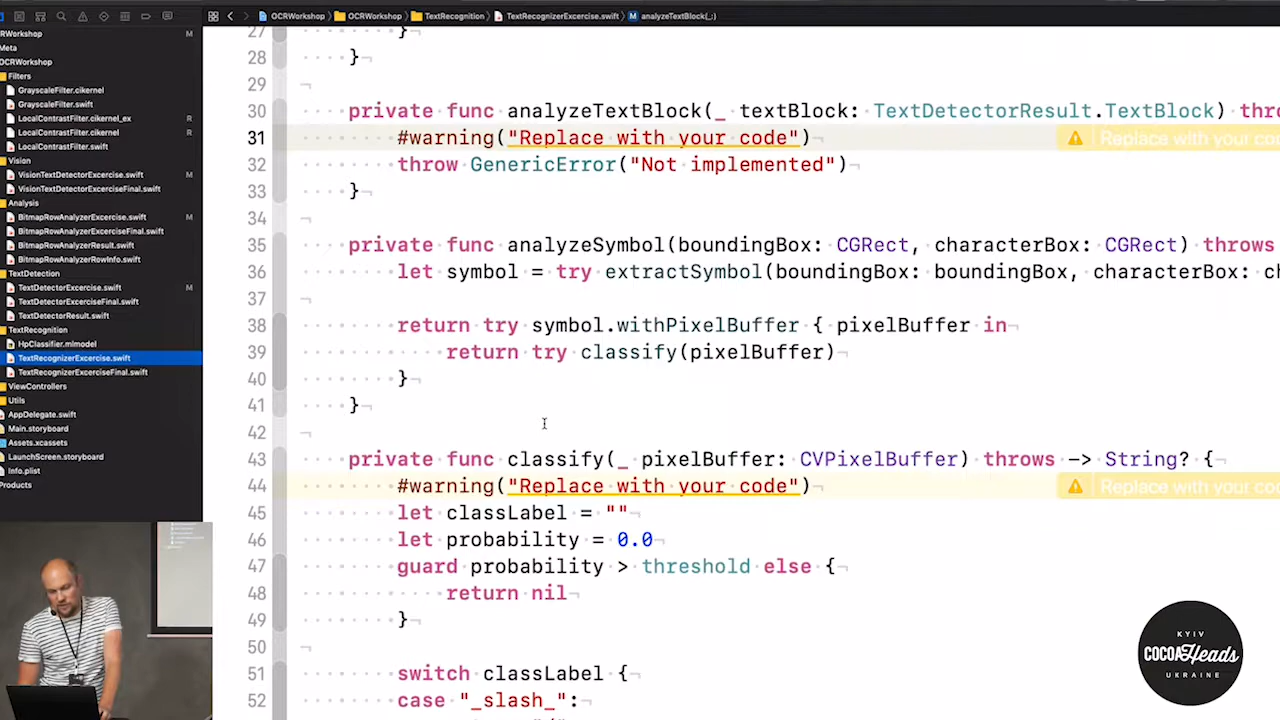 OCRWorkshop OCRWorkshop TextRecognition TextRecognizerExcercise.swift M analyzeTextBlock(_:)
RWorkshop M
Meta
OCRWorkshop
Filters
GrayscaleFilter.cikernel
GrayscaleFilter.swift
LocalContrastFilter.cikernel_ex R
LocalContrastFilter.cikernel R
LocalContrastFilter.swift
Vision
VisionTextDetectorExcercise.swift M
VisionTextDetectorExerciseFinal.swift
Analysis
BitmapRowAnalyzerExcercise.swift M
BitmapRowAnalyzerExcerciseFinal.swift
BitmapRowAnalyzerResult.swift
BitmapRowAnalyzerRowInfo.swift
TextDetection
TextDetectorExcercise.swift M
TextDetectorExerciseFinal.swift
TextDetectorResult.swift
TextRecognition
HpClassifier.mlmodel
TextRecognizerExcercise.swift
TextRecognizerExcerciseFinal.swift
ViewControllers
Utils
AppDelegate.swift
Main.storyboard
Assets.xcassets
LaunchScreen.storyboard
Info.plist
Products
27 }
28 }
29
30 private func analyzeTextBlock(_ textBlock: TextDetectorResult.TextBlock) thro
31 #warning("Replace with your code") Replace with your cod
32 throw GenericError("Not implemented")
33 }
34
35 private func analyzeSymbol(boundingBox: CGRect, characterBox: CGRect) throws
36 let symbol = try extractSymbol(boundingBox: boundingBox, characterBox: ch
37
38 return try symbol.withPixelBuffer { pixelBuffer in
39 return try classify(pixelBuffer)
40 }
41 }
42
43 private func classify(_ pixelBuffer: CVPixelBuffer) throws -> String? {
44 #warning("Replace with your code") Replace with your cod
45 let classLabel = ""
46 let probability = 0.0
47 guard probability > threshold else {
48 return nil
49 }
50
51 switch classLabel {
52 case "_slash_":
KYIV
COCOAHeads
UKRAINE